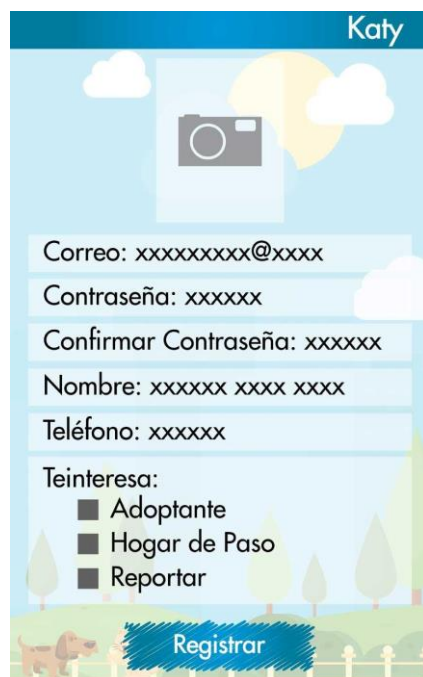 Katy
Correo: xxxxxxxxx@xxxx
Contraseña: xxxxxx
Confirmar Contraseña: xxxxxx
Nombre: xxxxxx xxxx xxxx
Teléfono: xxxxxx
Teinteresa:
Adoptante
Hogar de Paso
Reportar
Registrar